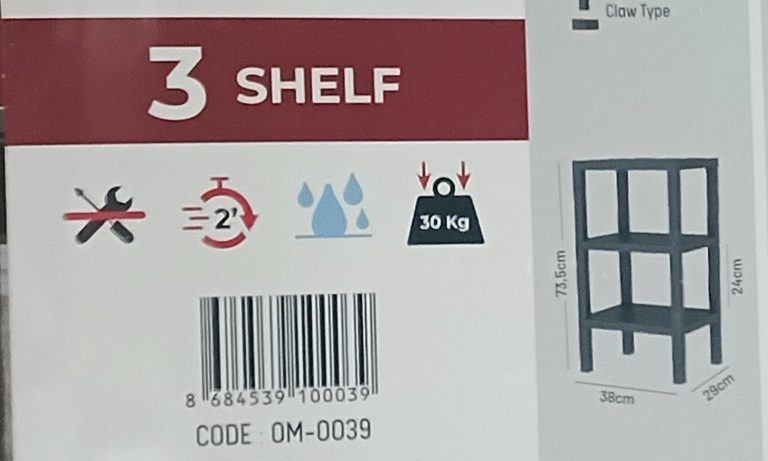 Claw Type
3 SHELF
2'
30 Kg
73,5cm
24cm
38cm
29cm
8 684539 100039
CODE : OM-0039